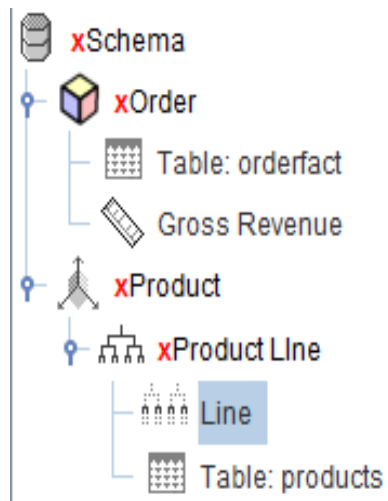 xSchema
xOrder
Table: orderfact
Gross Revenue
xProduct
xProduct LIne
Line
Table: products